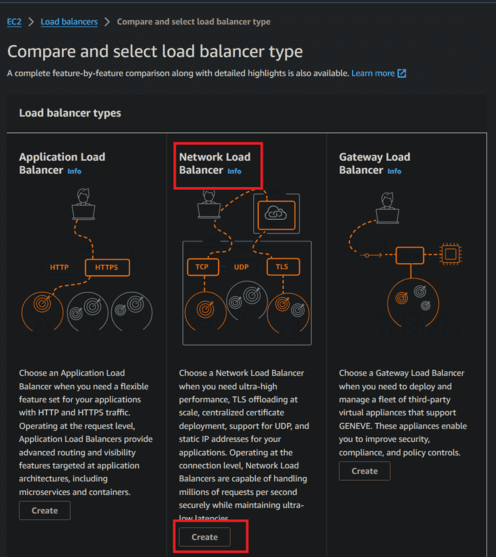 EC2 > Load balancers > Compare and select load balancer type
Compare and select load balancer type
A complete feature-by-feature comparison along with detailed highlights is also available. Learn more
Load balancer types
Application Load
Balancer Info
HTTP
HTTPS
Choose an Application Load
Balancer when you need a flexible
feature set for your applications
with HTTP and HTTPS traffic.
Operating at the request level,
Application Load Balancers provide
advanced routing and visibility
features targeted at application
architectures, including
microservices and containers.
Create
Network Load
Balancer Info
TCP
UDP
TLS
Choose a Network Load Balancer
when you need ultra-high
performance, TLS offloading at
scale, centralized certificate
deployment, support for UDP, and
static IP addresses for your
applications. Operating at the
connection level, Network Load
Balancers are capable of handling
millions of requests per second
securely while maintaining ultra-
low latencies.
Create
Gateway Load
Balancer Info
Choose a Gateway Load Balancer
when you need to deploy and
manage a fleet of third-party
virtual appliances that support
GENEVE. These appliances enable
you to improve security,
compliance, and policy controls.
Create